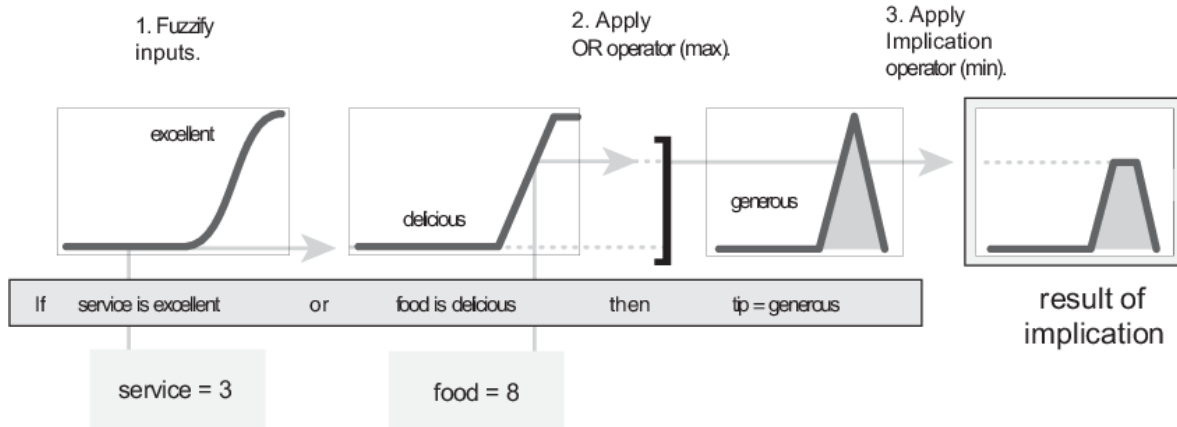 1. Fuzzify
inputs.
2. Apply
OR operator (max).
3. Apply
Implication
operator (min).
excellent
delicious
generous
If service is excellent or food is delicious then tip = generous
result of
implication
service = 3
food = 8